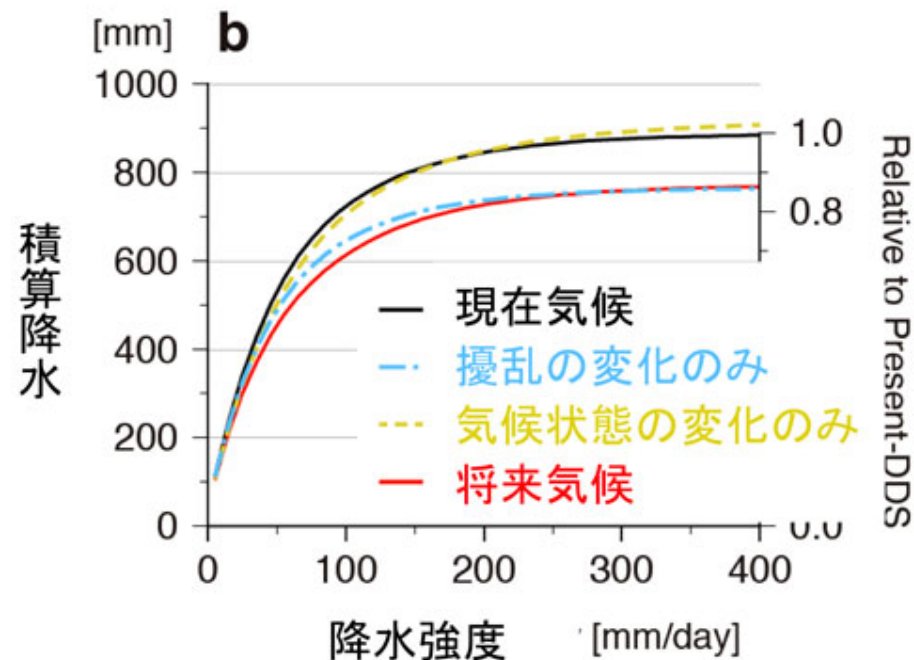 [mm] b
1000
800
600
400
200
0
積算降水
1.0
0.8
0.0
Relative to Present-DDS
現在気候
擾乱の変化のみ
気候状態の変化のみ
将来気候
0 100 200 300 400
降水強度 [mm/day]